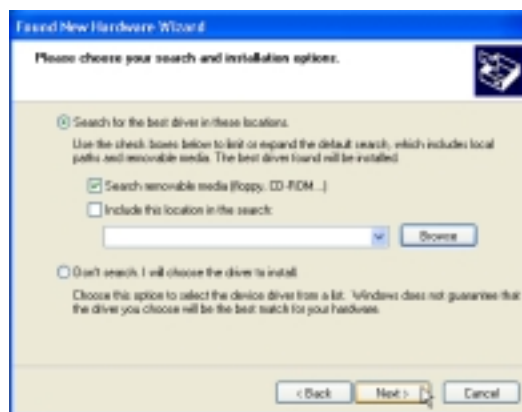 Found New Hardware Wizard
Please choose your search and installation options.
Search for the best driver in these locations.
Use the check boxes below to limit or expand the default search, which includes local
paths and removable media. The best driver found will be installed.
Search removable media (floppy, CD-ROM...)
Include this location in the search:
Browse
Don't search. I will choose the driver to install.
Choose this option to select the device driver from a list. Windows does not guarantee that
the driver you choose will be the best match for your hardware.
< Back
Next >
Cancel